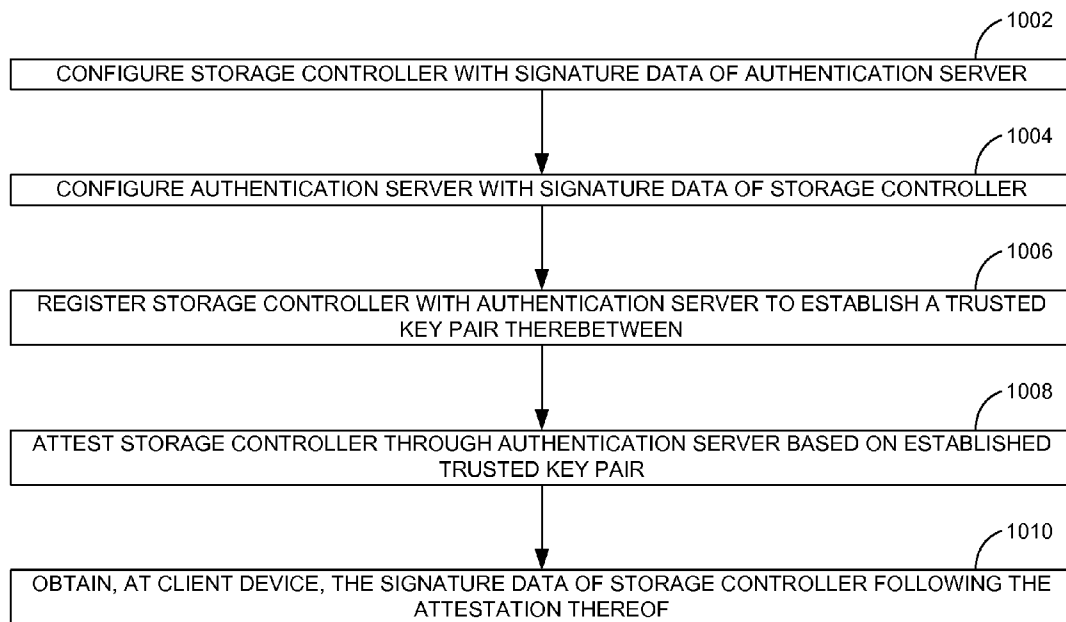 1002
CONFIGURE STORAGE CONTROLLER WITH SIGNATURE DATA OF AUTHENTICATION SERVER
1004
CONFIGURE AUTHENTICATION SERVER WITH SIGNATURE DATA OF STORAGE CONTROLLER
1006
REGISTER STORAGE CONTROLLER WITH AUTHENTICATION SERVER TO ESTABLISH A TRUSTED
KEY PAIR THEREBETWEEN
1008
ATTEST STORAGE CONTROLLER THROUGH AUTHENTICATION SERVER BASED ON ESTABLISHED
TRUSTED KEY PAIR
1010
OBTAIN, AT CLIENT DEVICE, THE SIGNATURE DATA OF STORAGE CONTROLLER FOLLOWING THE
ATTESTATION THEREOF